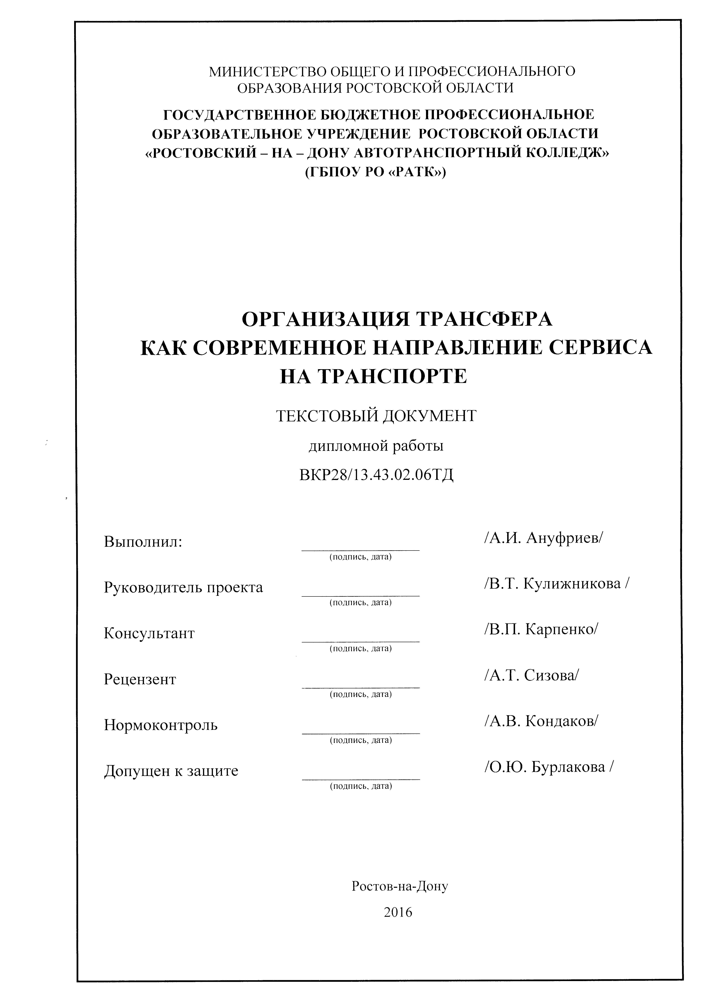 МИНИСТЕРСТВО ОБЩЕГО И ПРОФЕССИОНАЛЬНОГО
ОБРАЗОВАНИЯ РОСТОВСКОЙ ОБЛАСТИ
ГОСУДАРСТВЕННОЕ БЮДЖЕТНОЕ ПРОФЕССИОНАЛЬНОЕ
ОБРАЗОВАТЕЛЬНОЕ УЧРЕЖДЕНИЕ РОСТОВСКОЙ ОБЛАСТИ
«РОСТОВСКИЙ – НА – ДОНУ АВТОТРАНСПОРТНЫЙ КОЛЛЕДЖ»
(ГБПОУ РО «РАТК»)
ОРГАНИЗАЦИЯ ТРАНСФЕРА
КАК СОВРЕМЕННОЕ НАПРАВЛЕНИЕ СЕРВИСА
НА ТРАНСПОРТЕ
ТЕКСТОВЫЙ ДОКУМЕНТ
дипломной работы
ВКР28/13.43.02.06ТД
Выполнил: /А.И. Ануфриев/
(подпись, дата)
Руководитель проекта /В.Т. Кулижникова /
(подпись, дата)
Консультант /В.П. Карпенко/
(подпись, дата)
Рецензент /А.Т. Сизова/
(подпись, дата)
Нормоконтроль /А.В. Кондаков/
(подпись, дата)
Допущен к защите /О.Ю. Бурлакова /
(подпись, дата)
Ростов-на-Дону
2016